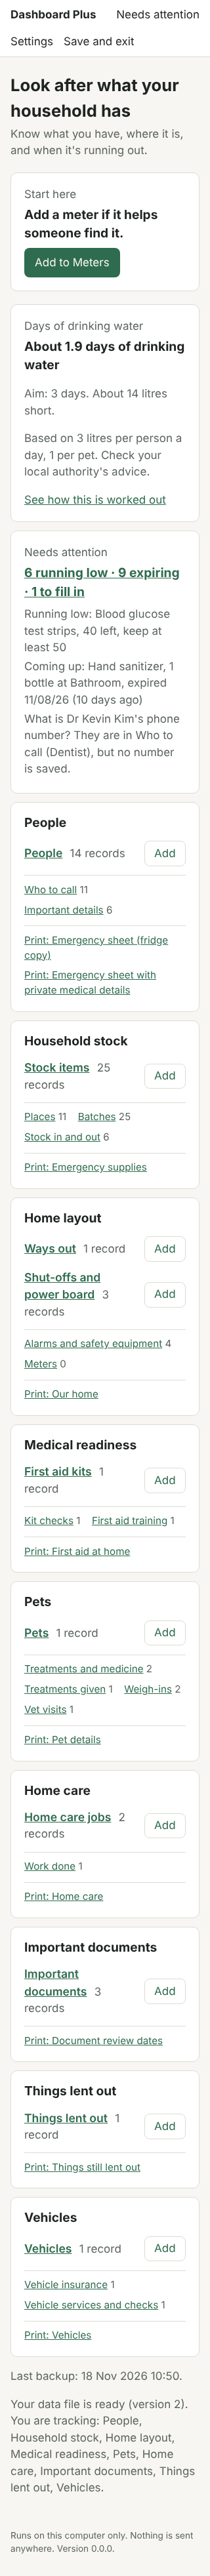 Dashboard Plus Needs attention
Settings Save and exit
Look after what your
household has
Know what you have, where it is,
and when it's running out.
Start here
Add a meter if it helps
someone find it.
Add to Meters
Days of drinking water
About 1.9 days of drinking
water
Aim: 3 days. About 14 litres
short.
Based on 3 litres per person a
day, 1 per pet. Check your
local authority's advice.
See how this is worked out
Needs attention
6 running low · 9 expiring
· 1 to fill in
Running low: Blood glucose
test strips, 40 left, keep at
least 50
Coming up: Hand sanitizer, 1
bottle at Bathroom, expired
11/08/26 (10 days ago)
What is Dr Kevin Kim's phone
number? They are in Who to
call (Dentist), but no number
is saved.
People
People 14 records Add
Who to call 11
Important details 6
Print: Emergency sheet (fridge
copy)
Print: Emergency sheet with
private medical details
Household stock
Stock items 25
records
Add
Places 11 Batches 25
Stock in and out 6
Print: Emergency supplies
Home layout
Ways out 1 record Add
Shut-offs and
power board 3
records
Add
Alarms and safety equipment 4
Meters 0
Print: Our home
Medical readiness
First aid kits 1
record
Add
Kit checks 1 First aid training 1
Print: First aid at home
Pets
Pets 1 record Add
Treatments and medicine 2
Treatments given 1 Weigh-ins 2
Vet visits 1
Print: Pet details
Home care
Home care jobs 2
records
Add
Work done 1
Print: Home care
Important documents
Important
documents 3
records
Add
Print: Document review dates
Things lent out
Things lent out 1
record
Add
Print: Things still lent out
Vehicles
Vehicles 1 record Add
Vehicle insurance 1
Vehicle services and checks 1
Print: Vehicles
Last backup: 18 Nov 2026 10:50.
Your data file is ready (version 2).
You are tracking: People,
Household stock, Home layout,
Medical readiness, Pets, Home
care, Important documents, Things
lent out, Vehicles.
Runs on this computer only. Nothing is sent
anywhere. Version 0.0.0.